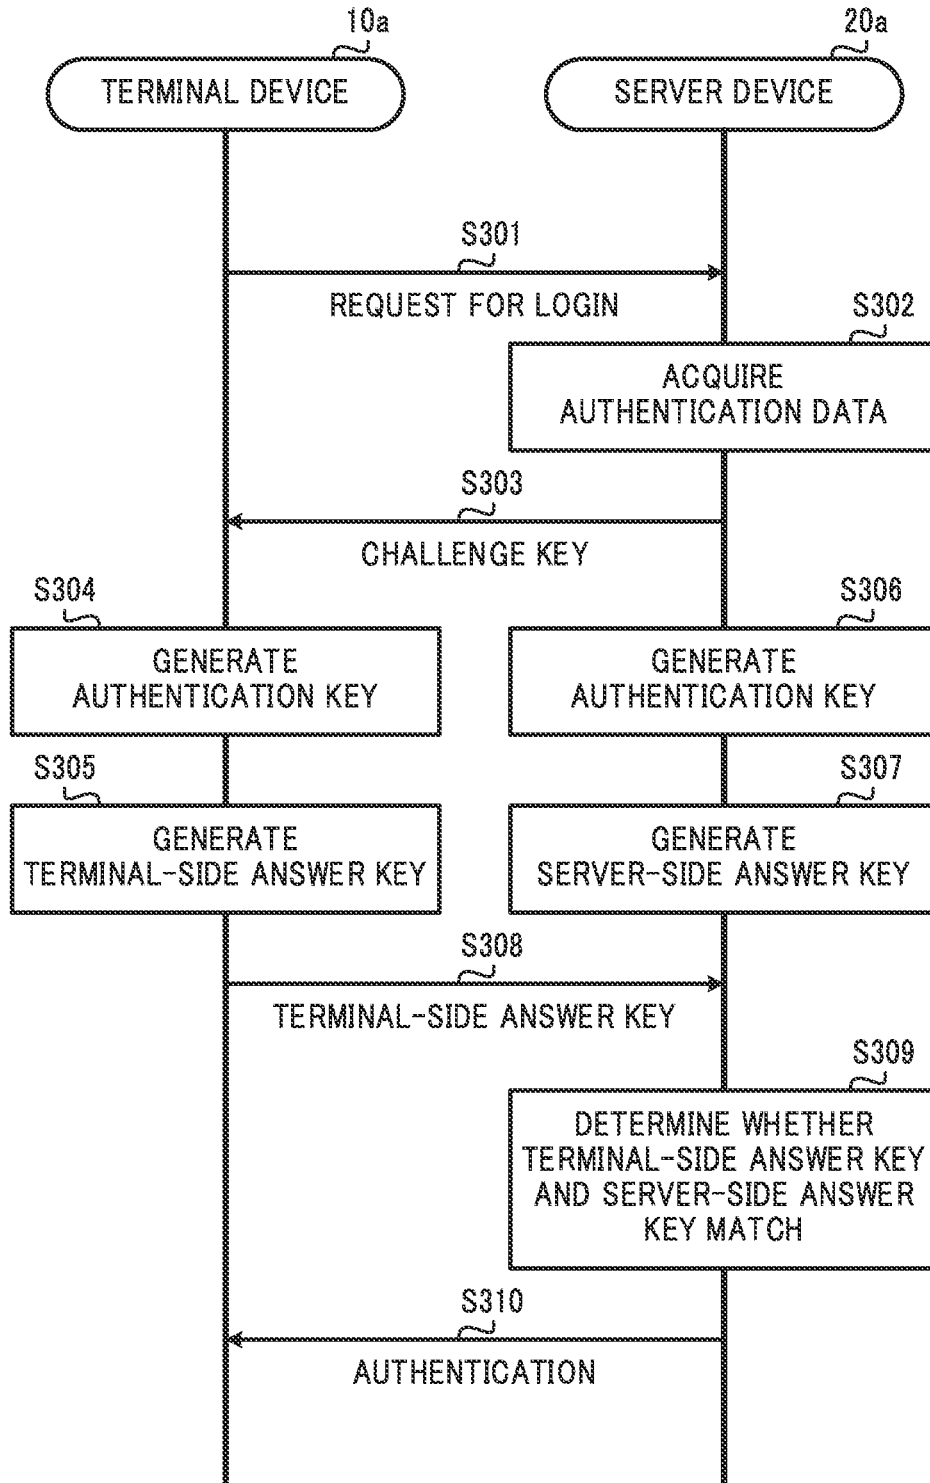 10a
20a
TERMINAL DEVICE
SERVER DEVICE
S301
REQUEST FOR LOGIN
S302
ACQUIRE
AUTHENTICATION DATA
S303
CHALLENGE KEY
S304
GENERATE
AUTHENTICATION KEY
S306
GENERATE
AUTHENTICATION KEY
S305
GENERATE
TERMINAL-SIDE ANSWER KEY
S307
GENERATE
SERVER-SIDE ANSWER KEY
S308
TERMINAL-SIDE ANSWER KEY
S309
DETERMINE WHETHER
TERMINAL-SIDE ANSWER KEY
AND SERVER-SIDE ANSWER
KEY MATCH
S310
AUTHENTICATION